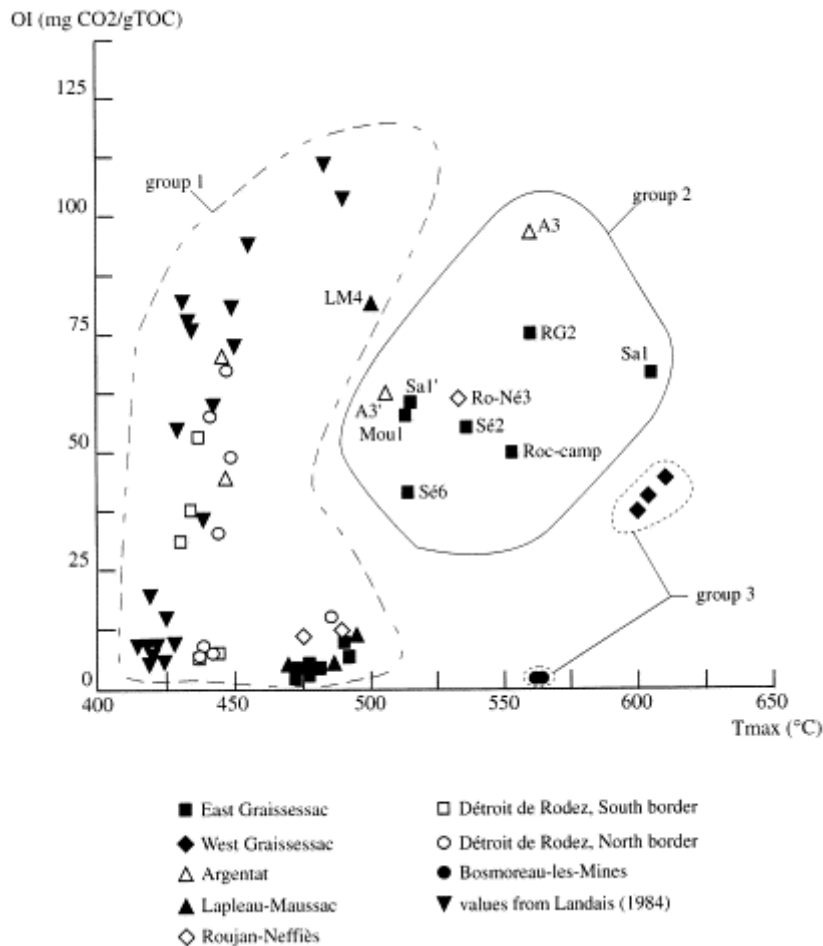 OI (mg CO2/gTOC)
125
group 1
100
group 2
A3
LM4
75
RG2
Sa1
Sa1'
Ro-Né3
A3'
Mou1
Sé2
50
Roc-camp
Sé6
25
group 3
0
400
450
500
550
600
650
Tmax (°C)
East Graissessac
Détroit de Rodez, South border
West Graissessac
Détroit de Rodez, North border
Argentat
Bosmoreau-les-Mines
Lapleau-Maussac
values from Landais (1984)
Roujan-Neffiès